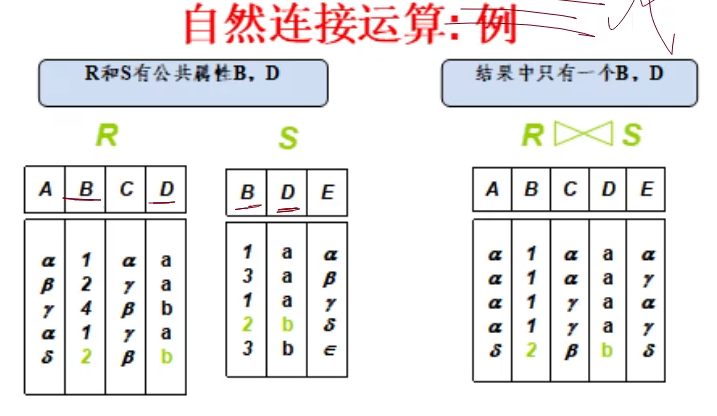 自然连接运算: 例
R和S有公共属性B，D
结果中只有一个B，D
R
S
R ⋈ S
A B C D
α 1 α a
β 2 γ a
γ 4 β b
α 1 γ a
δ 2 β b
B D E
1 a α
3 a β
1 a γ
2 b δ
3 b ∈
A B C D E
α 1 α a α
α 1 α a γ
α 1 γ a α
α 1 γ a γ
δ 2 β b δ